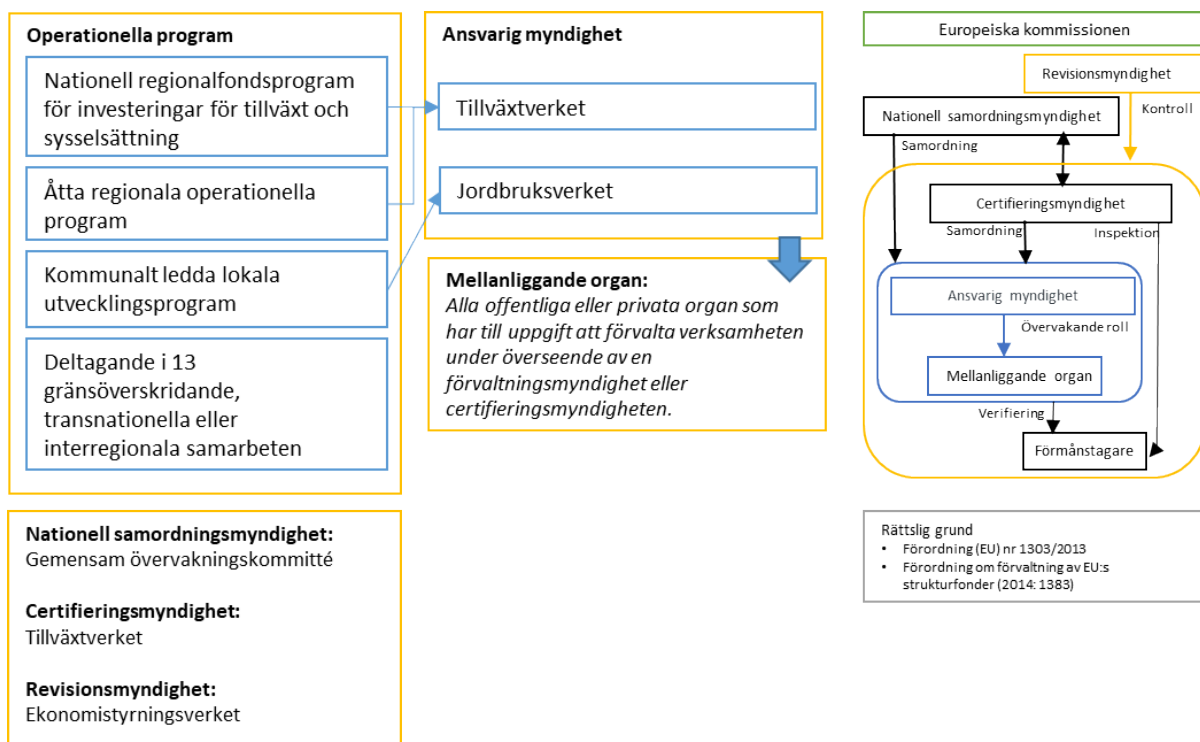 Operationella program
Nationell regionalfondsprogram
för investeringar för tillväxt och
sysselsättning
Åtta regionala operationella
program
Kommunalt ledda lokala
utvecklingsprogram
Deltagande i 13
gränsöverskridande,
transnationella eller
interregionala samarbeten
Ansvarig myndighet
Tillväxtverket
Jordbruksverket
Mellanliggande organ:
Alla offentliga eller privata organ som
har till uppgift att förvalta verksamheten
under överseende av en
förvaltningsmyndighet eller
certifieringsmyndigheten.
Nationell samordningsmyndighet:
Gemensam övervakningskommitté
Certifieringsmyndighet:
Tillväxtverket
Revisionsmyndighet:
Ekonomistyrningsverket
Europeiska kommissionen
Revisionsmyndighet
Kontroll
Nationell samordningsmyndighet
Samordning
Certifieringsmyndighet
Samordning
Inspektion
Ansvarig myndighet
Övervakande roll
Mellanliggande organ
Verifiering
Förmånstagare
Rättslig grund
• Förordning (EU) nr 1303/2013
• Förordning om förvaltning av EU:s
strukturfonder (2014: 1383)